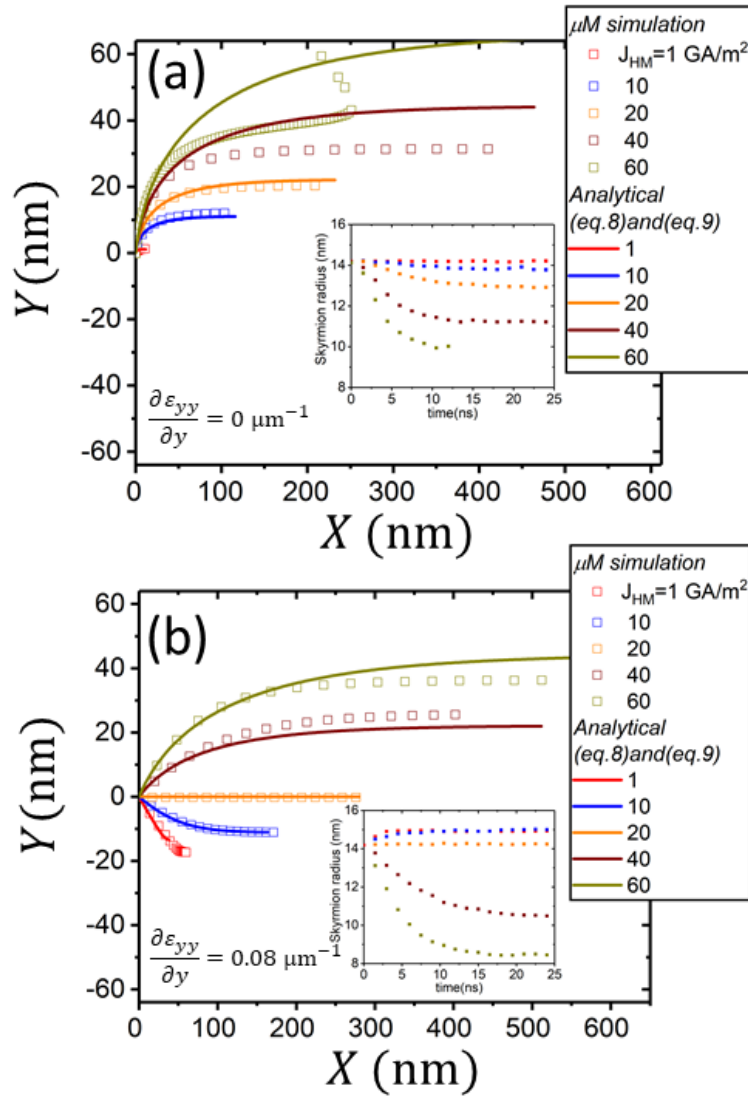 (a)
60
40
20
0
-20
-40
-60
Y (nm)
0 100 200 300 400 500 600
X (nm)
∂ε_yy/∂y = 0 μm⁻¹
16
14
12
10
8
Skyrmion radius (nm)
0 5 10 15 20 25
time(ns)
μM simulation
J_HM=1 GA/m²
10
20
40
60
Analytical
(eq.8)and(eq.9)
1
10
20
40
60
(b)
60
40
20
0
-20
-40
-60
Y (nm)
0 100 200 300 400 500 600
X (nm)
∂ε_yy/∂y = 0.08 μm⁻¹
16
14
12
10
8
Skyrmion radius (nm)
0 5 10 15 20 25
time(ns)
μM simulation
J_HM=1 GA/m²
10
20
40
60
Analytical
(eq.8)and(eq.9)
1
10
20
40
60